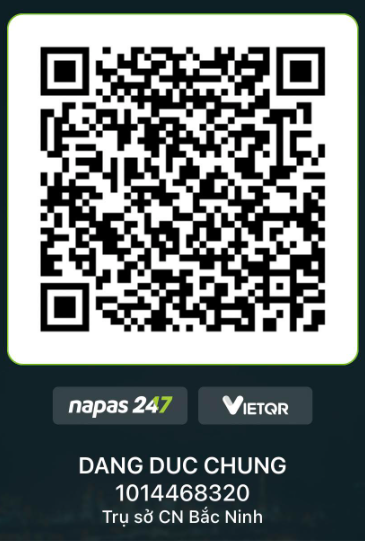 napas 247
VIETQR
DANG DUC CHUNG
1014468320
Trụ sở CN Bắc Ninh